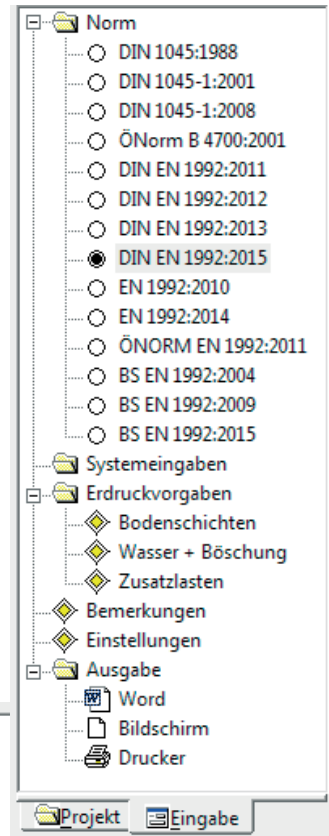 Norm
DIN 1045:1988
DIN 1045-1:2001
DIN 1045-1:2008
ÖNorm B 4700:2001
DIN EN 1992:2011
DIN EN 1992:2012
DIN EN 1992:2013
DIN EN 1992:2015
EN 1992:2010
EN 1992:2014
ÖNORM EN 1992:2011
BS EN 1992:2004
BS EN 1992:2009
BS EN 1992:2015
Systemeingaben
Erdruckvorgaben
Bodenschichten
Wasser + Böschung
Zusatzlasten
Bemerkungen
Einstellungen
Ausgabe
Word
Bildschirm
Drucker
Projekt Eingabe